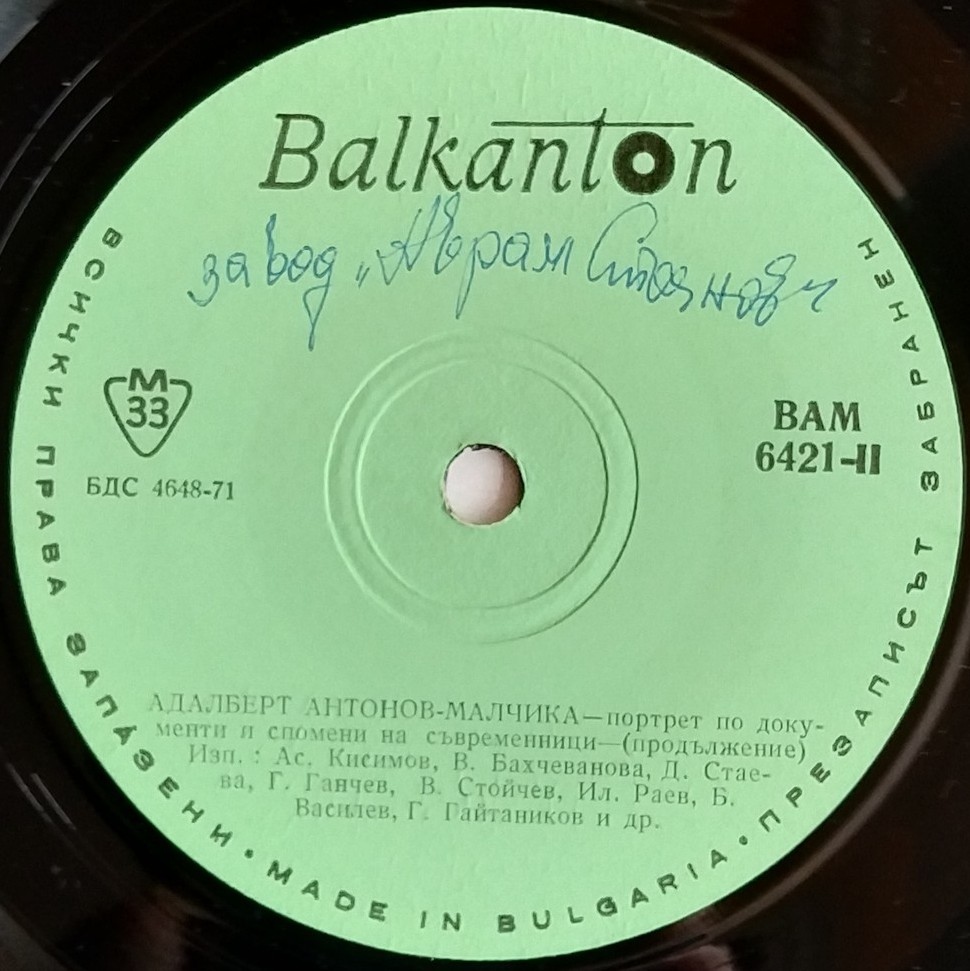 Balkanton
завод „Аврам Стоянов"
М
33
БДС 4648-71
ВАМ
6421-II
АДАЛБЕРТ АНТОНОВ-МАЛЧИКА—портрет по доку-
менти и спомени на съвременници—(продължение)
Изп. : Ас. Кисимов, В. Бахчеванова, Д. Стае-
ва, Г. Ганчев, В. Стойчев, Ил. Раев, Б.
Василев, Г. Гайтаников и др.
ВСИЧКИ ПРАВА ЗАПАЗЕНИ • MADE IN BULGARIA • ПРЕЗАПИСЪТ ЗАБРАНЕН